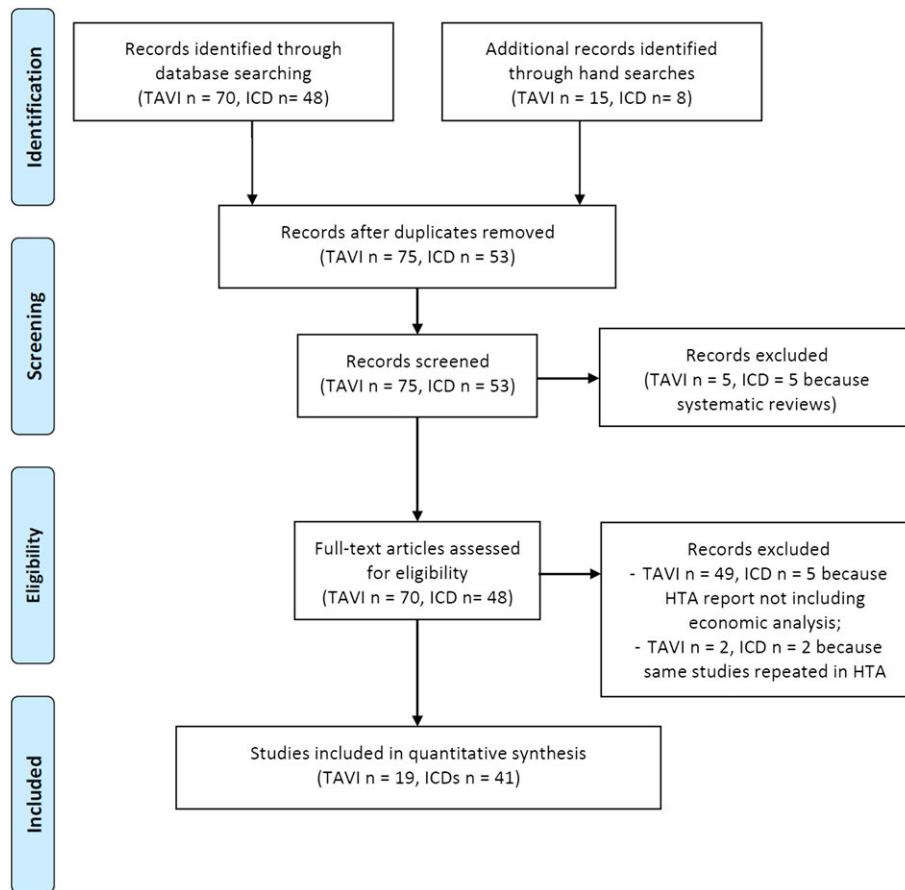 Identification
Records identified through
database searching
(TAVI n = 70, ICD n= 48)
Additional records identified
through hand searches
(TAVI n = 15, ICD n= 8)
Records after duplicates removed
(TAVI n = 75, ICD n = 53)
Screening
Records screened
(TAVI n = 75, ICD n = 53)
Records excluded
(TAVI n = 5, ICD = 5 because
systematic reviews)
Eligibility
Full-text articles assessed
for eligibility
(TAVI n = 70, ICD n= 48)
Records excluded
- TAVI n = 49, ICD n = 5 because
HTA report not including
economic analysis;
- TAVI n = 2, ICD n = 2 because
same studies repeated in HTA
Included
Studies included in quantitative synthesis
(TAVI n = 19, ICDs n = 41)